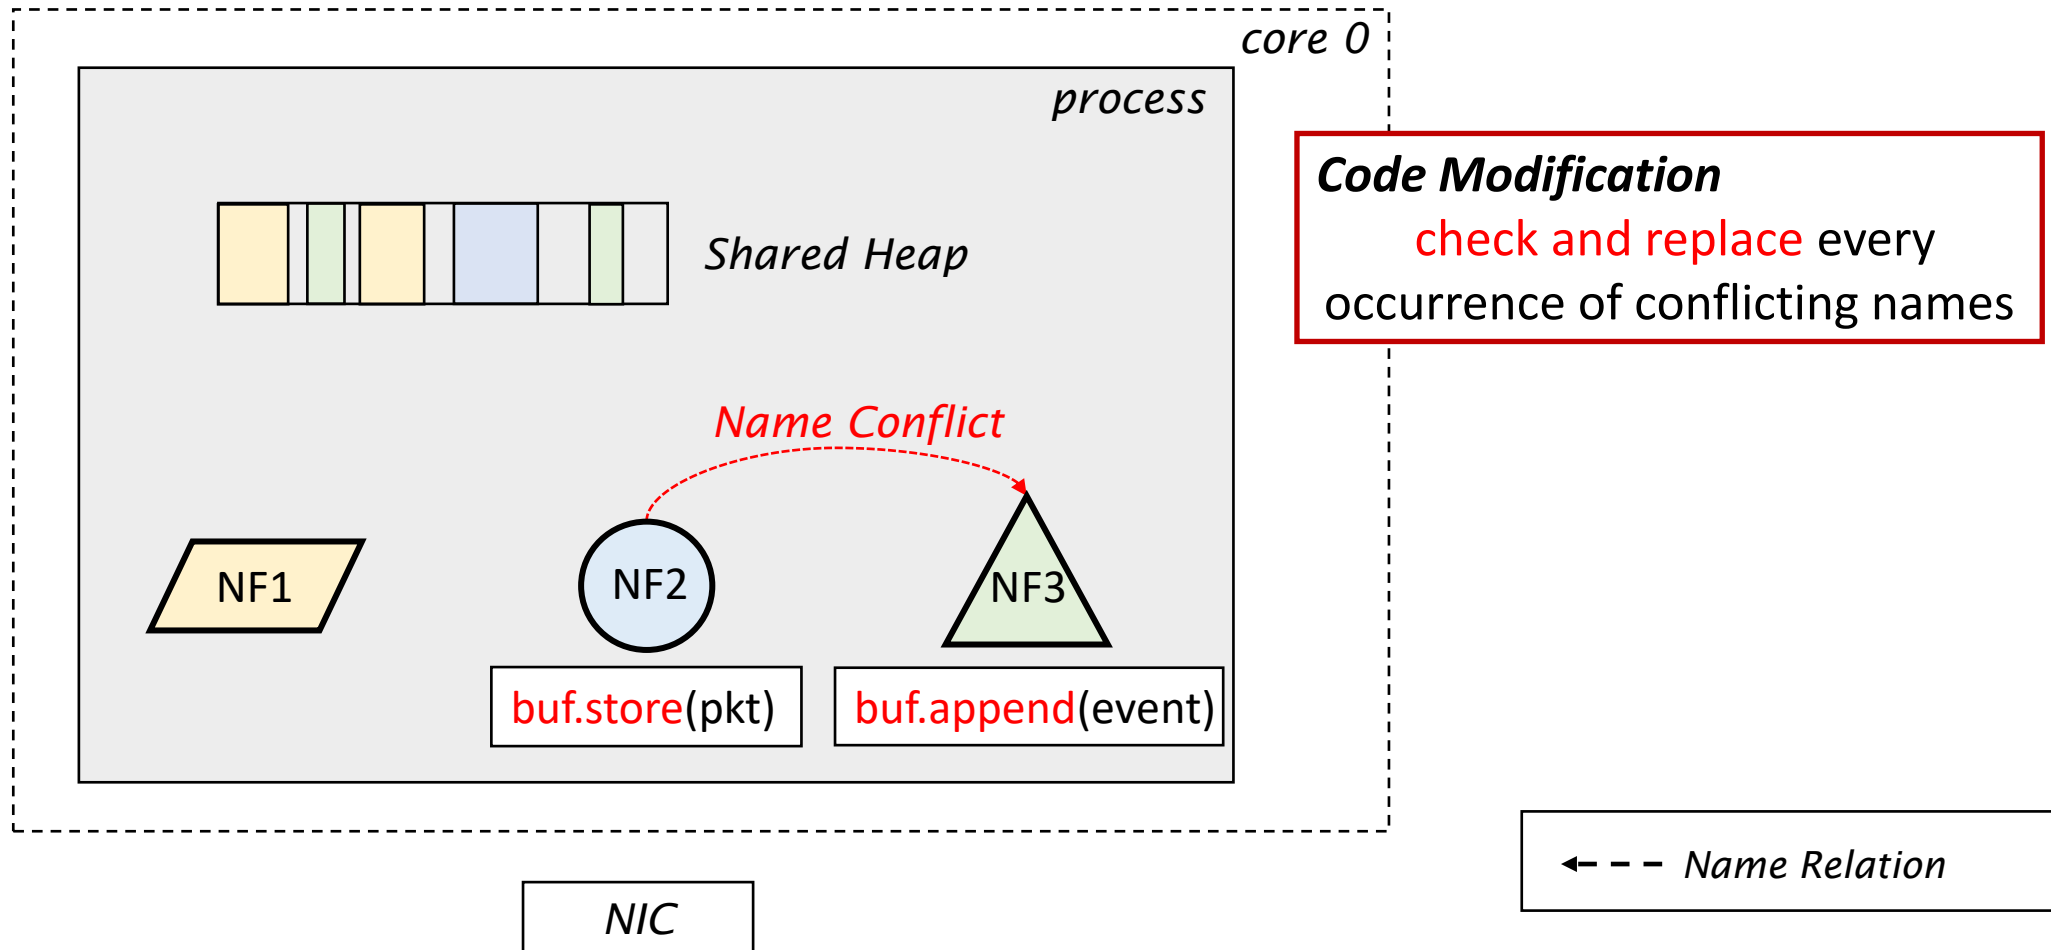 core 0
process
Code Modification
check and replace every
occurrence of conflicting names
Shared Heap
Name Conflict
NF1
NF2
NF3
buf.store(pkt)
buf.append(event)
Name Relation
NIC